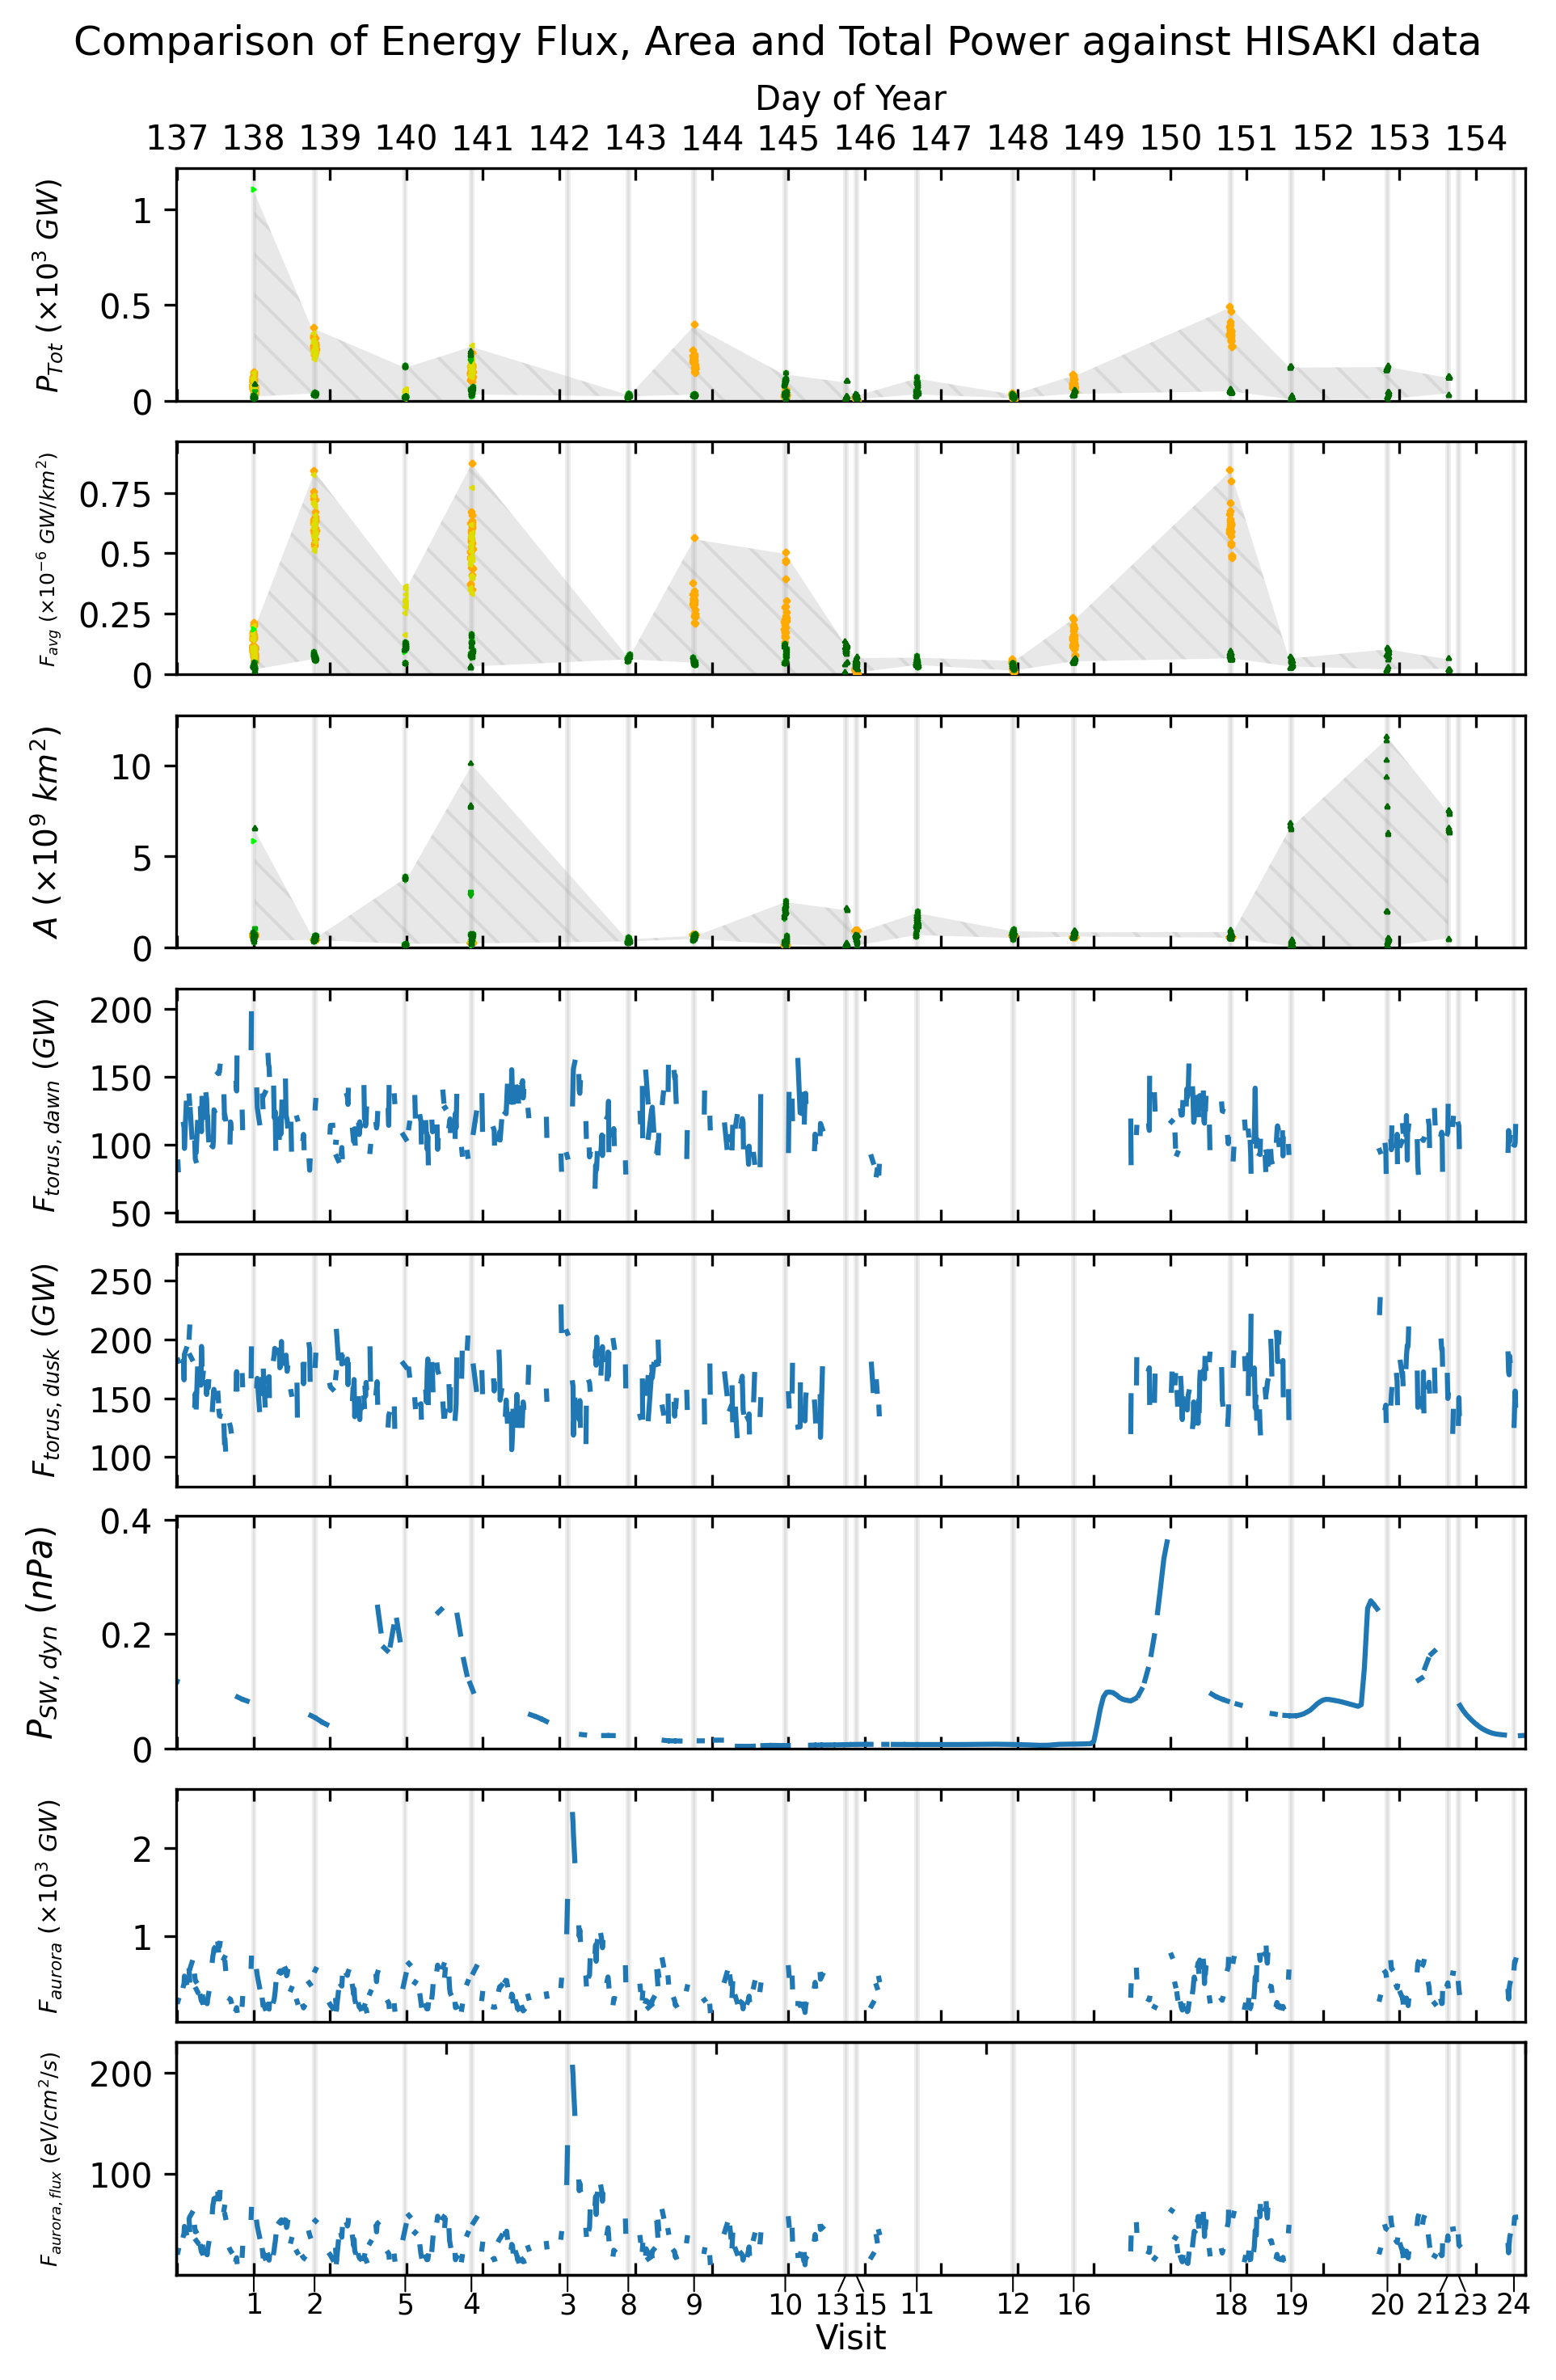 Comparison of Energy Flux, Area and Total Power against HISAKI data
Day of Year
137 138 139 140 141 142 143 144 145 146 147 148 149 150 151 152 153 154
P_Tot (×10³ GW)
1
0.5
0
F_avg (×10⁻⁶ GW/km²)
0.75
0.5
0.25
0
A (×10⁹ km²)
10
5
0
F_torus, dawn (GW)
200
150
100
50
F_torus, dusk (GW)
250
200
150
100
P_SW, dyn (nPa)
0.4
0.2
0
F_aurora (×10³ GW)
2
1
F_aurora, flux (eV/cm²/s)
200
100
1 2 5 4 3 8 9 10 13 15 11 12 16 18 19 20 21 23 24
Visit